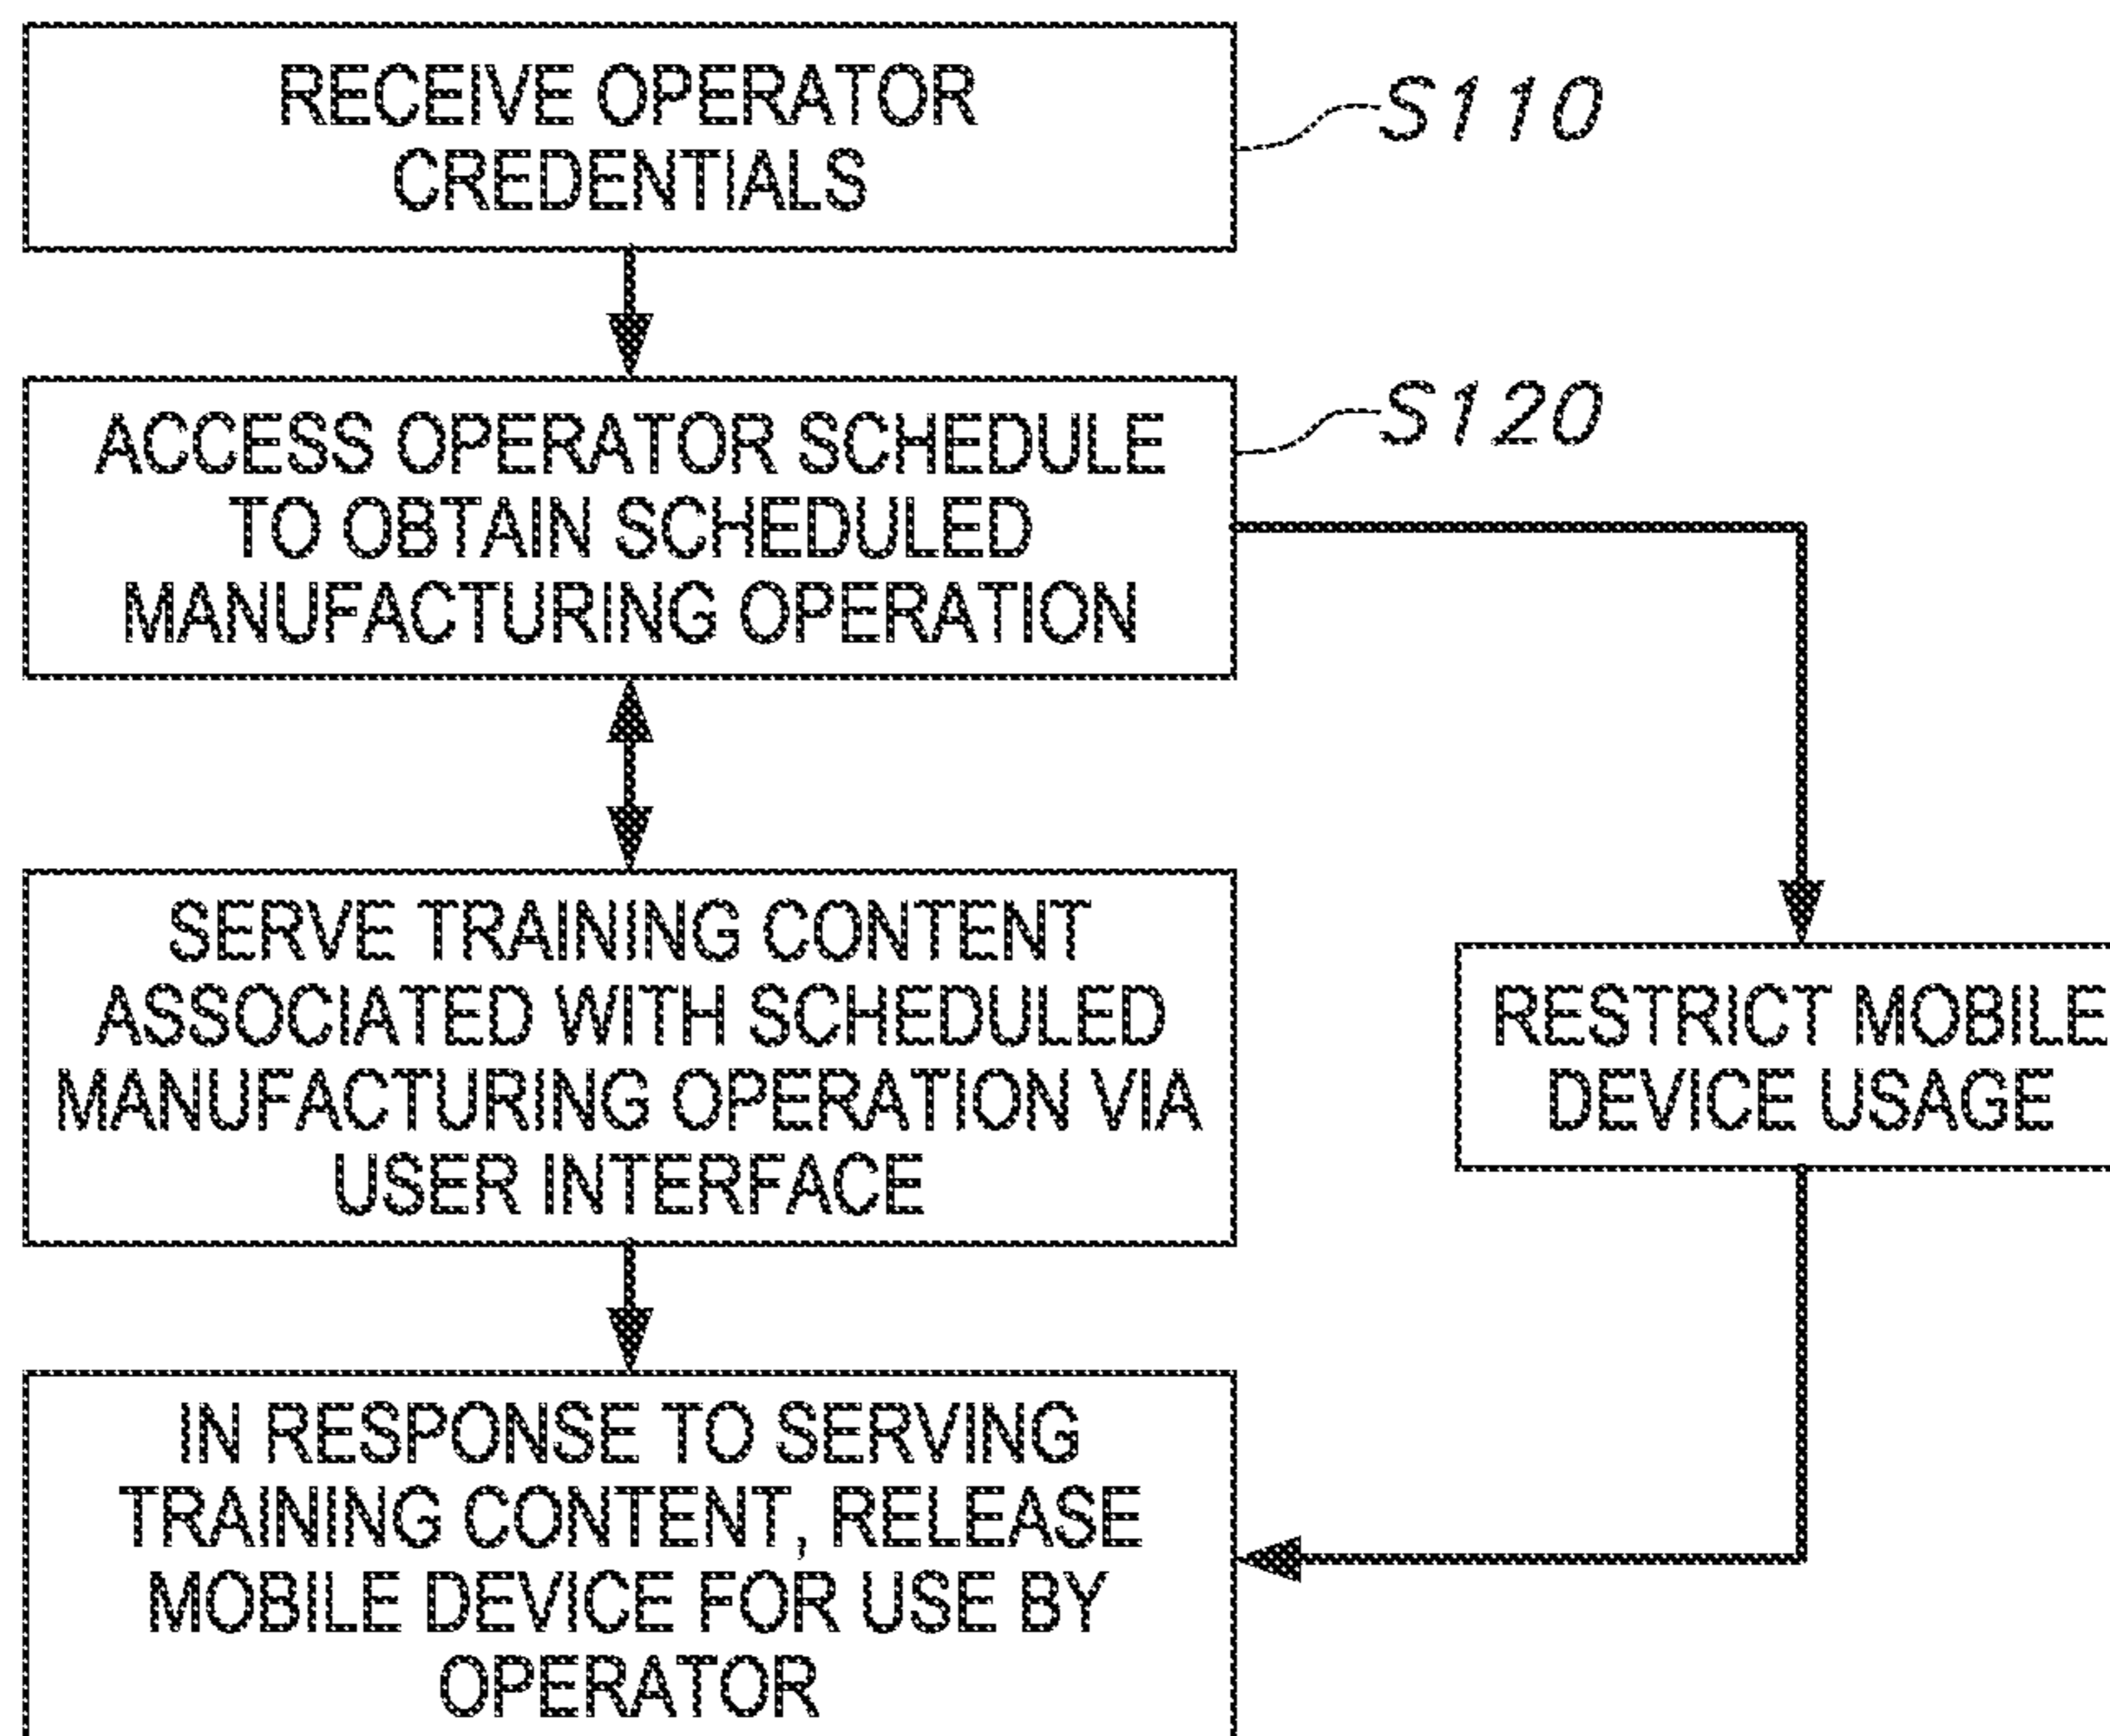 RECEIVE OPERATOR
CREDENTIALS
S110
ACCESS OPERATOR SCHEDULE
TO OBTAIN SCHEDULED
MANUFACTURING OPERATION
S120
SERVE TRAINING CONTENT
ASSOCIATED WITH SCHEDULED
MANUFACTURING OPERATION VIA
USER INTERFACE
RESTRICT MOBILE
DEVICE USAGE
IN RESPONSE TO SERVING
TRAINING CONTENT, RELEASE
MOBILE DEVICE FOR USE BY
OPERATOR